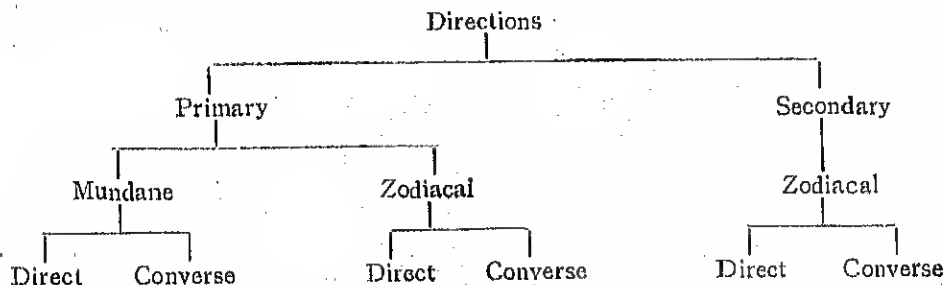 Directions
Primary Secondary
Mundane Zodiacal Zodiacal
Direct Converse Direct Converse Direct Converse